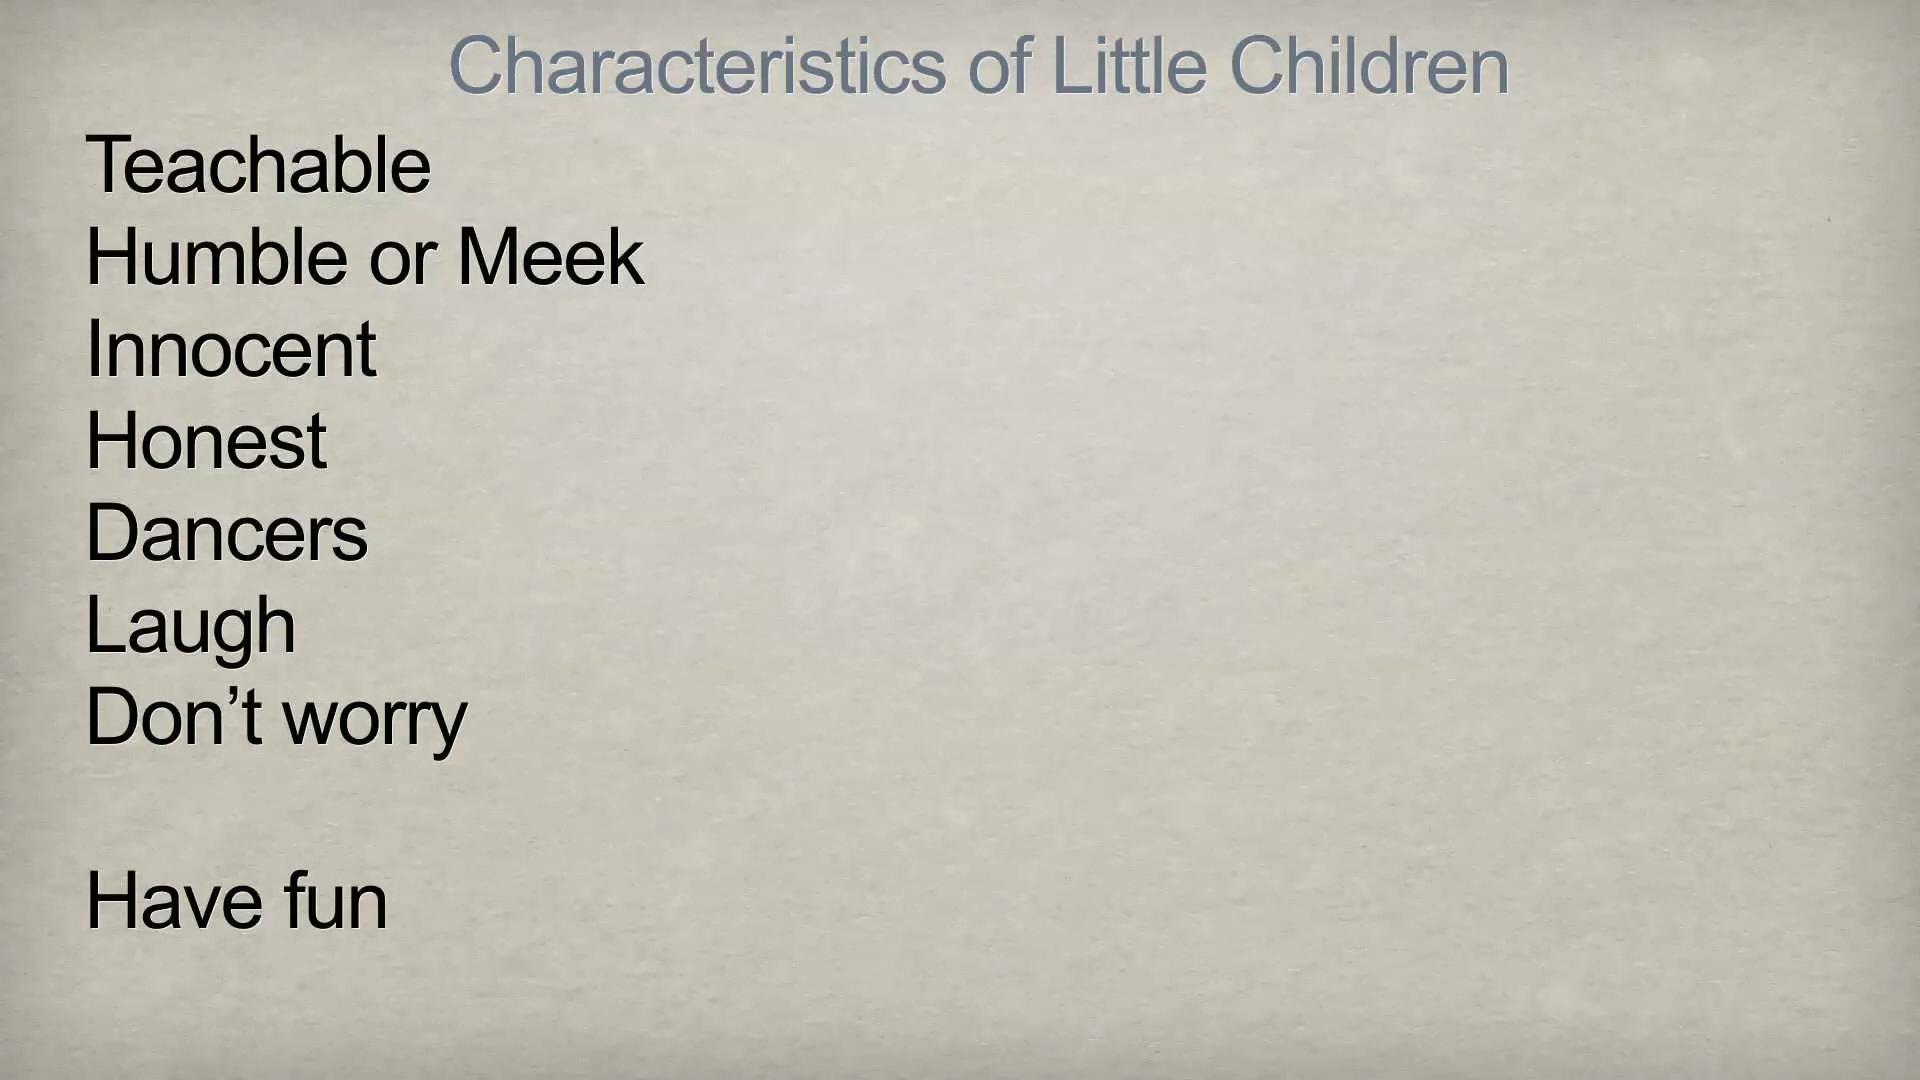 Characteristics of Little Children
Teachable
Humble or Meek
Innocent
Honest
Dancers
Laugh
Don’t worry
Have fun